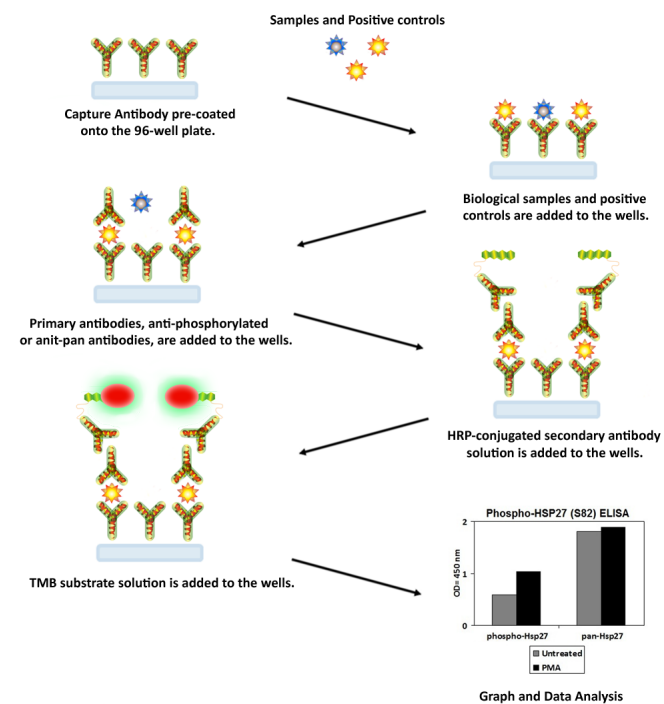 Samples and Positive controls
Capture Antibody pre-coated
onto the 96-well plate.
Biological samples and positive
controls are added to the wells.
Primary antibodies, anti-phosphorylated
or anit-pan antibodies, are added to the wells.
HRP-conjugated secondary antibody
solution is added to the wells.
TMB substrate solution is added to the wells.
Phospho-HSP27 (S82) ELISA
OD= 450 nm
2
1
0
phospho-Hsp27
pan-Hsp27
Untreated
PMA
Graph and Data Analysis